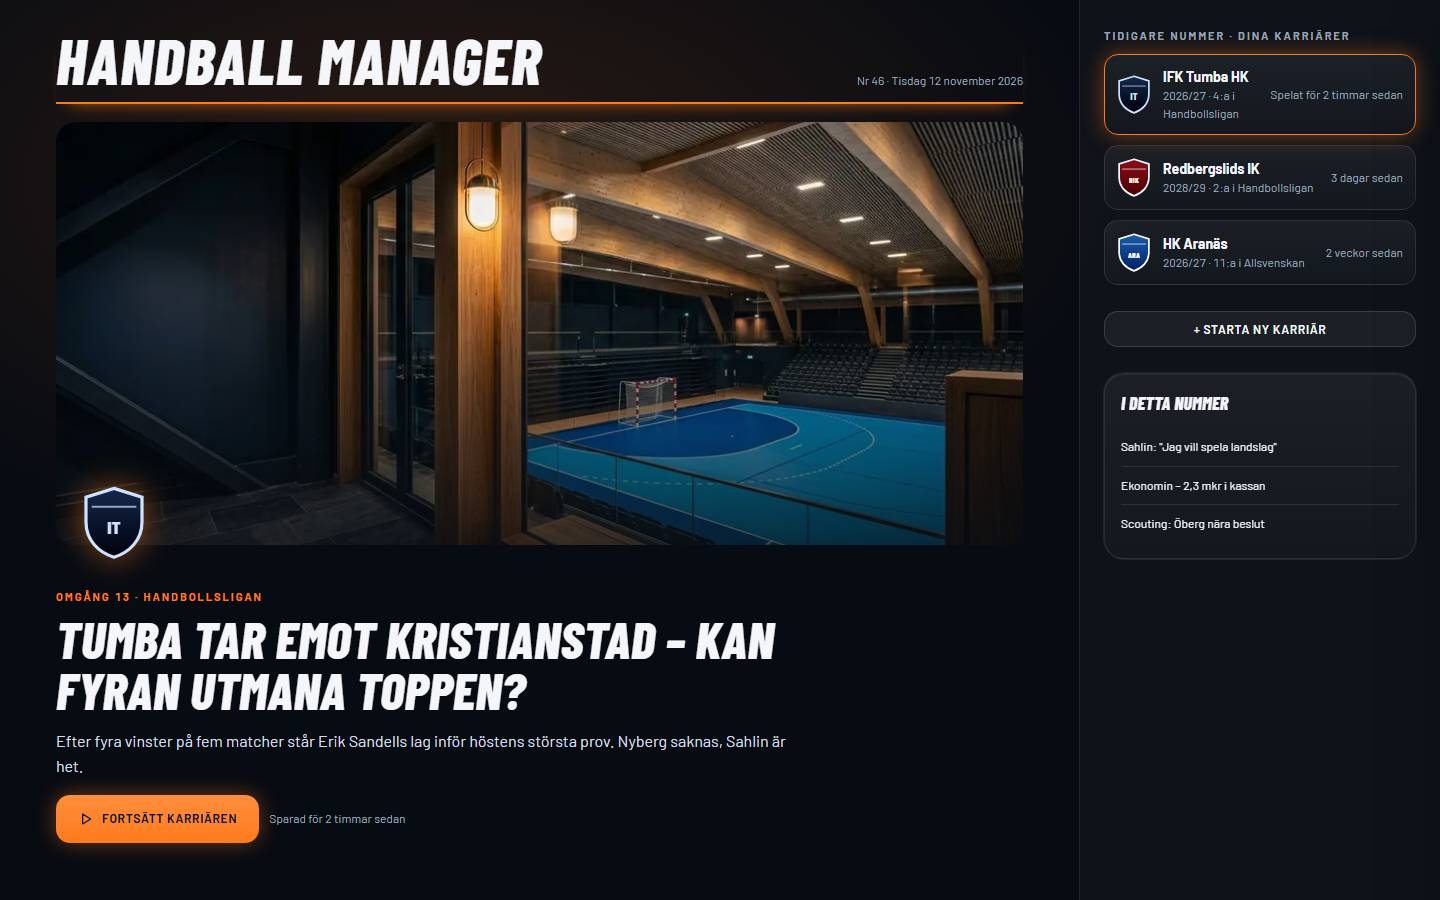 HANDBALL MANAGER
Nr 46 · Tisdag 12 november 2026
IT
OMGÅNG 13 · HANDBOLLSLIGAN
TUMBA TAR EMOT KRISTIANSTAD – KAN
FYRAN UTMANA TOPPEN?
Efter fyra vinster på fem matcher står Erik Sandells lag inför höstens största prov. Nyberg saknas, Sahlin är
het.
FORTSÄTT KARRIÄREN
Sparad för 2 timmar sedan
TIDIGARE NUMMER · DINA KARRIÄRER
IT
IFK Tumba HK
2026/27 · 4:a i
Handbollsligan
Spelat för 2 timmar sedan
RIK
Redbergslids IK
2028/29 · 2:a i Handbollsligan
3 dagar sedan
ARA
HK Aranäs
2026/27 · 11:a i Allsvenskan
2 veckor sedan
+ STARTA NY KARRIÄR
I DETTA NUMMER
Sahlin: "Jag vill spela landslag"
Ekonomin – 2,3 mkr i kassan
Scouting: Öberg nära beslut